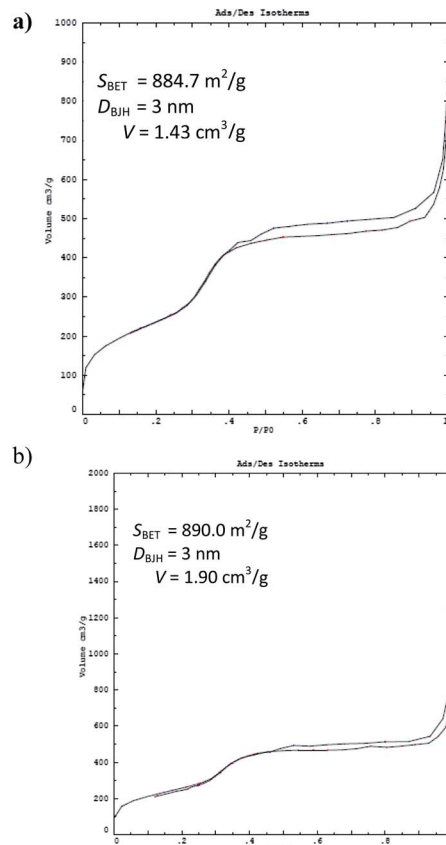 a)
Ads/Des Isotherms
S_BET = 884.7 m²/g
D_BJH = 3 nm
V = 1.43 cm³/g
Volume cm3/g
1000
900
800
700
600
500
400
300
200
100
0
0 .2 .4 .6 .8 1
P/P0
b)
Ads/Des Isotherms
S_BET = 890.0 m²/g
D_BJH = 3 nm
V = 1.90 cm³/g
Volume cm3/g
2000
1800
1600
1400
1200
1000
800
600
400
200
0
0 .2 .4 .6 .8 1